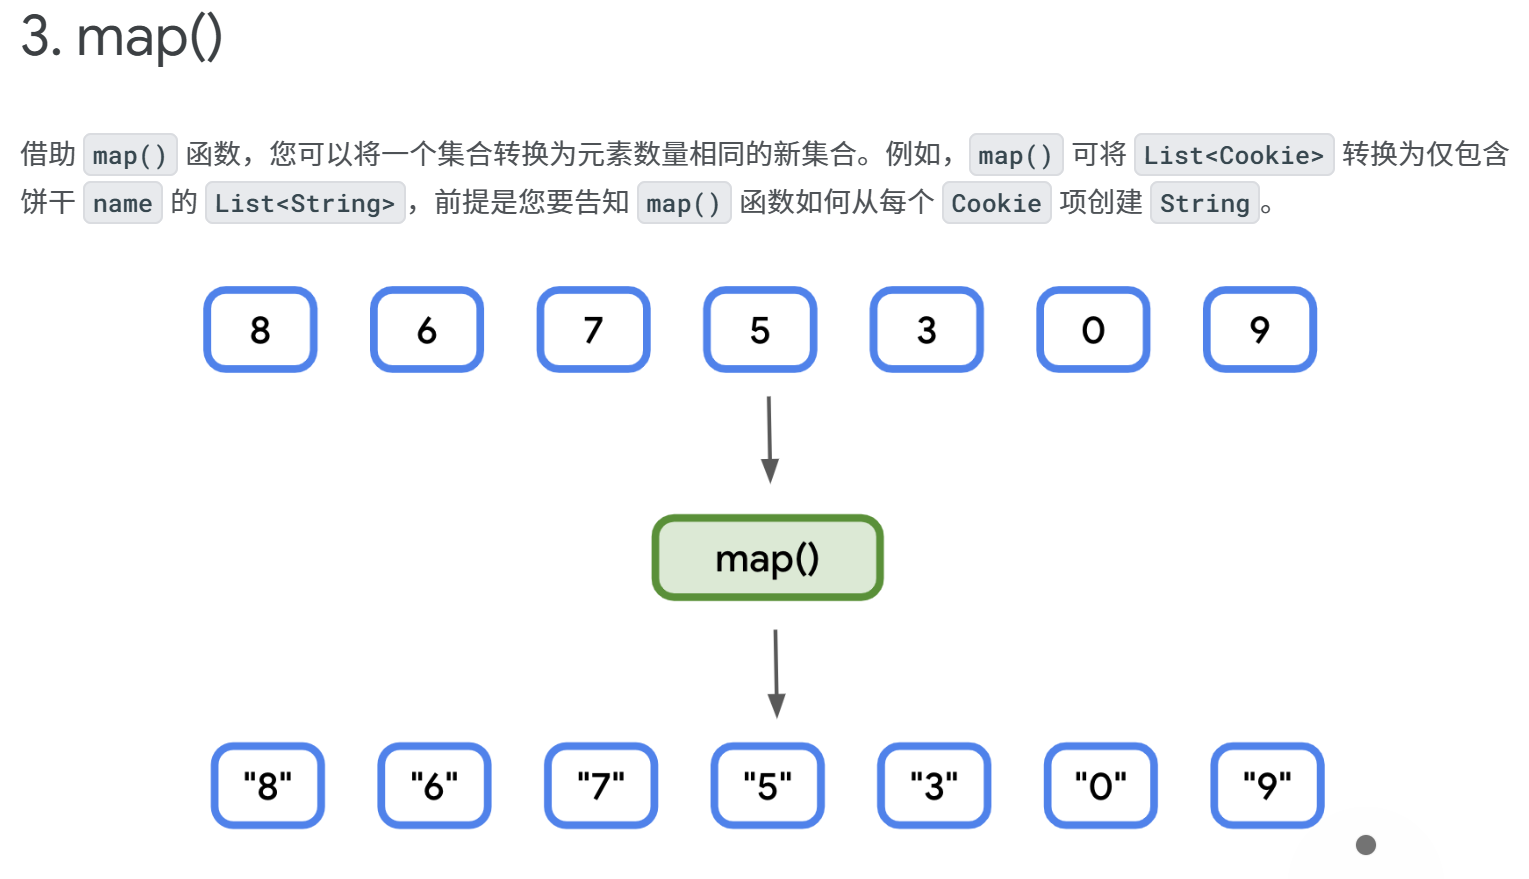 3. map()
借助 map() 函数，您可以将一个集合转换为元素数量相同的新集合。例如，map() 可将 List<Cookie> 转换为仅包含
饼干 name 的 List<String>，前提是您要告知 map() 函数如何从每个 Cookie 项创建 String。
8 6 7 5 3 0 9
map()
"8" "6" "7" "5" "3" "0" "9"